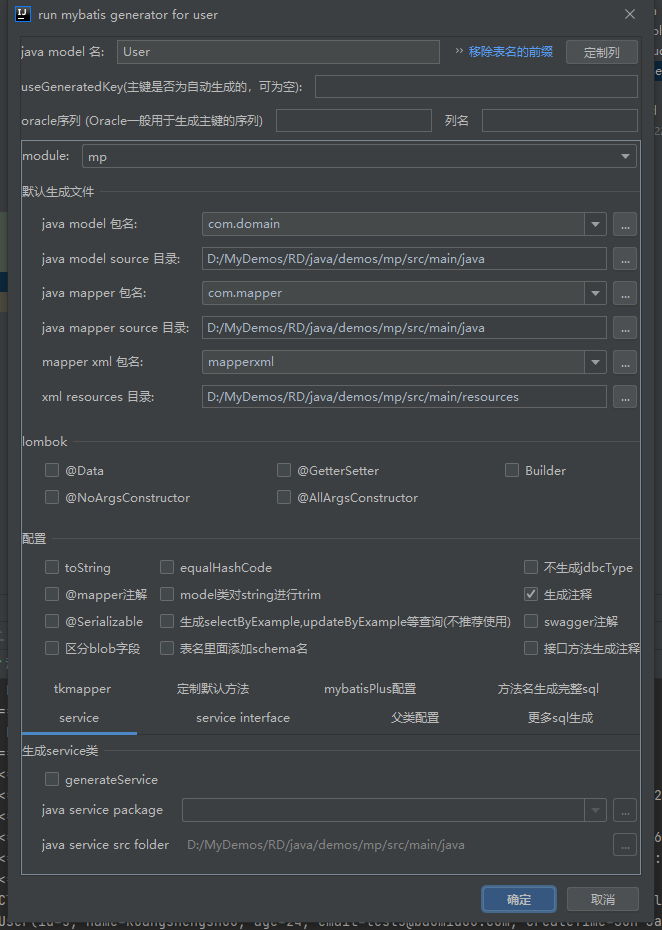 run mybatis generator for user
java model 名: User >> 移除表名的前缀 定制列
useGeneratedKey(主键是否为自动生成的，可为空):
oracle序列 (Oracle一般用于生成主键的序列) 列名
module: mp
默认生成文件
java model 包名: com.domain ...
java model source 目录: D:/MyDemos/RD/java/demos/mp/src/main/java ...
java mapper 包名: com.mapper ...
java mapper source 目录: D:/MyDemos/RD/java/demos/mp/src/main/java ...
mapper xml 包名: mapperxml ...
xml resources 目录: D:/MyDemos/RD/java/demos/mp/src/main/resources ...
lombok
@Data @GetterSetter Builder
@NoArgsConstructor @AllArgsConstructor
配置
toString equalHashCode 不生成jdbcType
@mapper注解 model类对string进行trim 生成注释
@Serializable 生成selectByExample,updateByExample等查询(不推荐使用) swagger注解
区分blob字段 表名里面添加schema名 接口方法生成注释
tkmapper 定制默认方法 mybatisPlus配置 方法名生成完整sql
service service interface 父类配置 更多sql生成
生成service类
generateService
java service package ...
java service src folder D:/MyDemos/RD/java/demos/mp/src/main/java ...
确定 取消